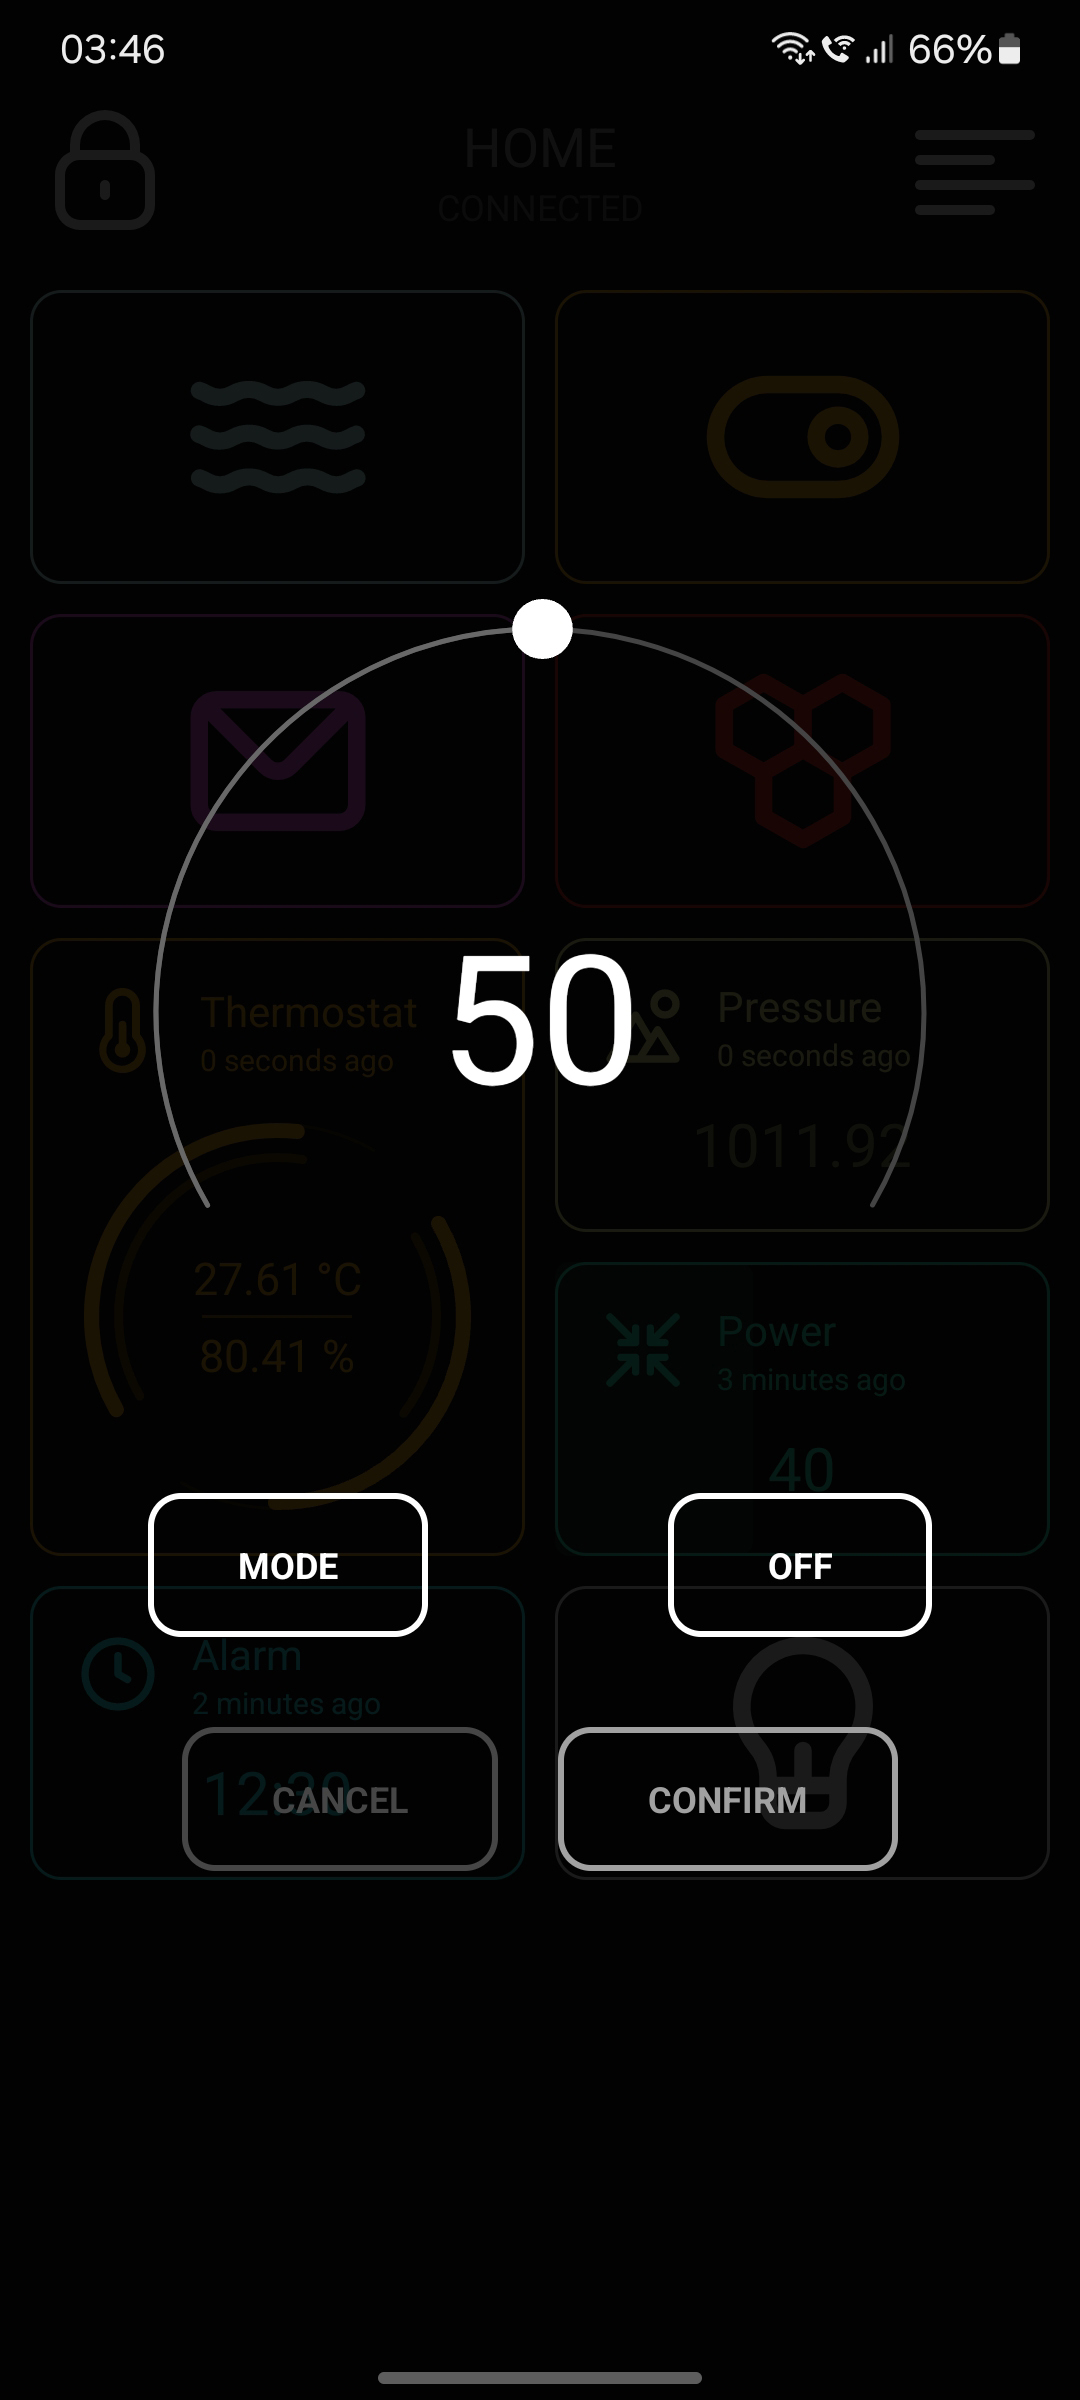 03:46
66%
HOME
CONNECTED
Thermostat
0 seconds ago
50
Pressure
0 seconds ago
1011.92
27.61 °C
80.41 %
Power
3 minutes ago
40
MODE
OFF
Alarm
2 minutes ago
12:30
CANCEL
CONFIRM